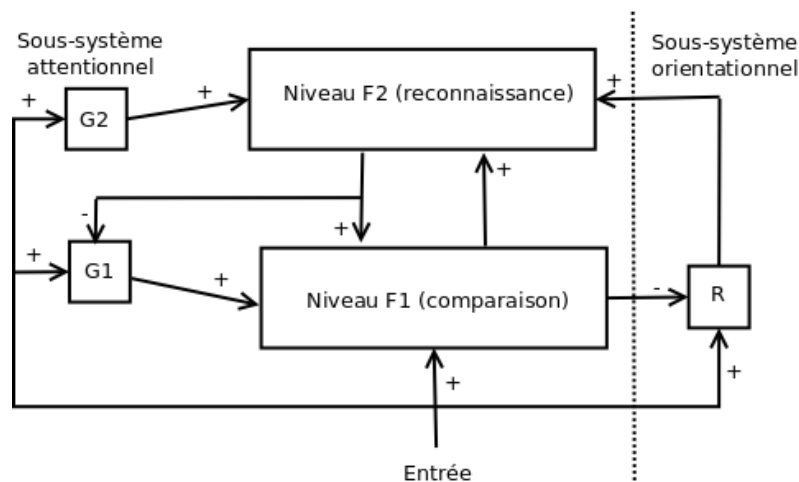 Sous-système
attentionnel
Sous-système
orientationnel
+
+
+
G2
Niveau F2 (reconnaissance)
+
-
+
+
G1
+
Niveau F1 (comparaison)
-
R
+
+
Entrée